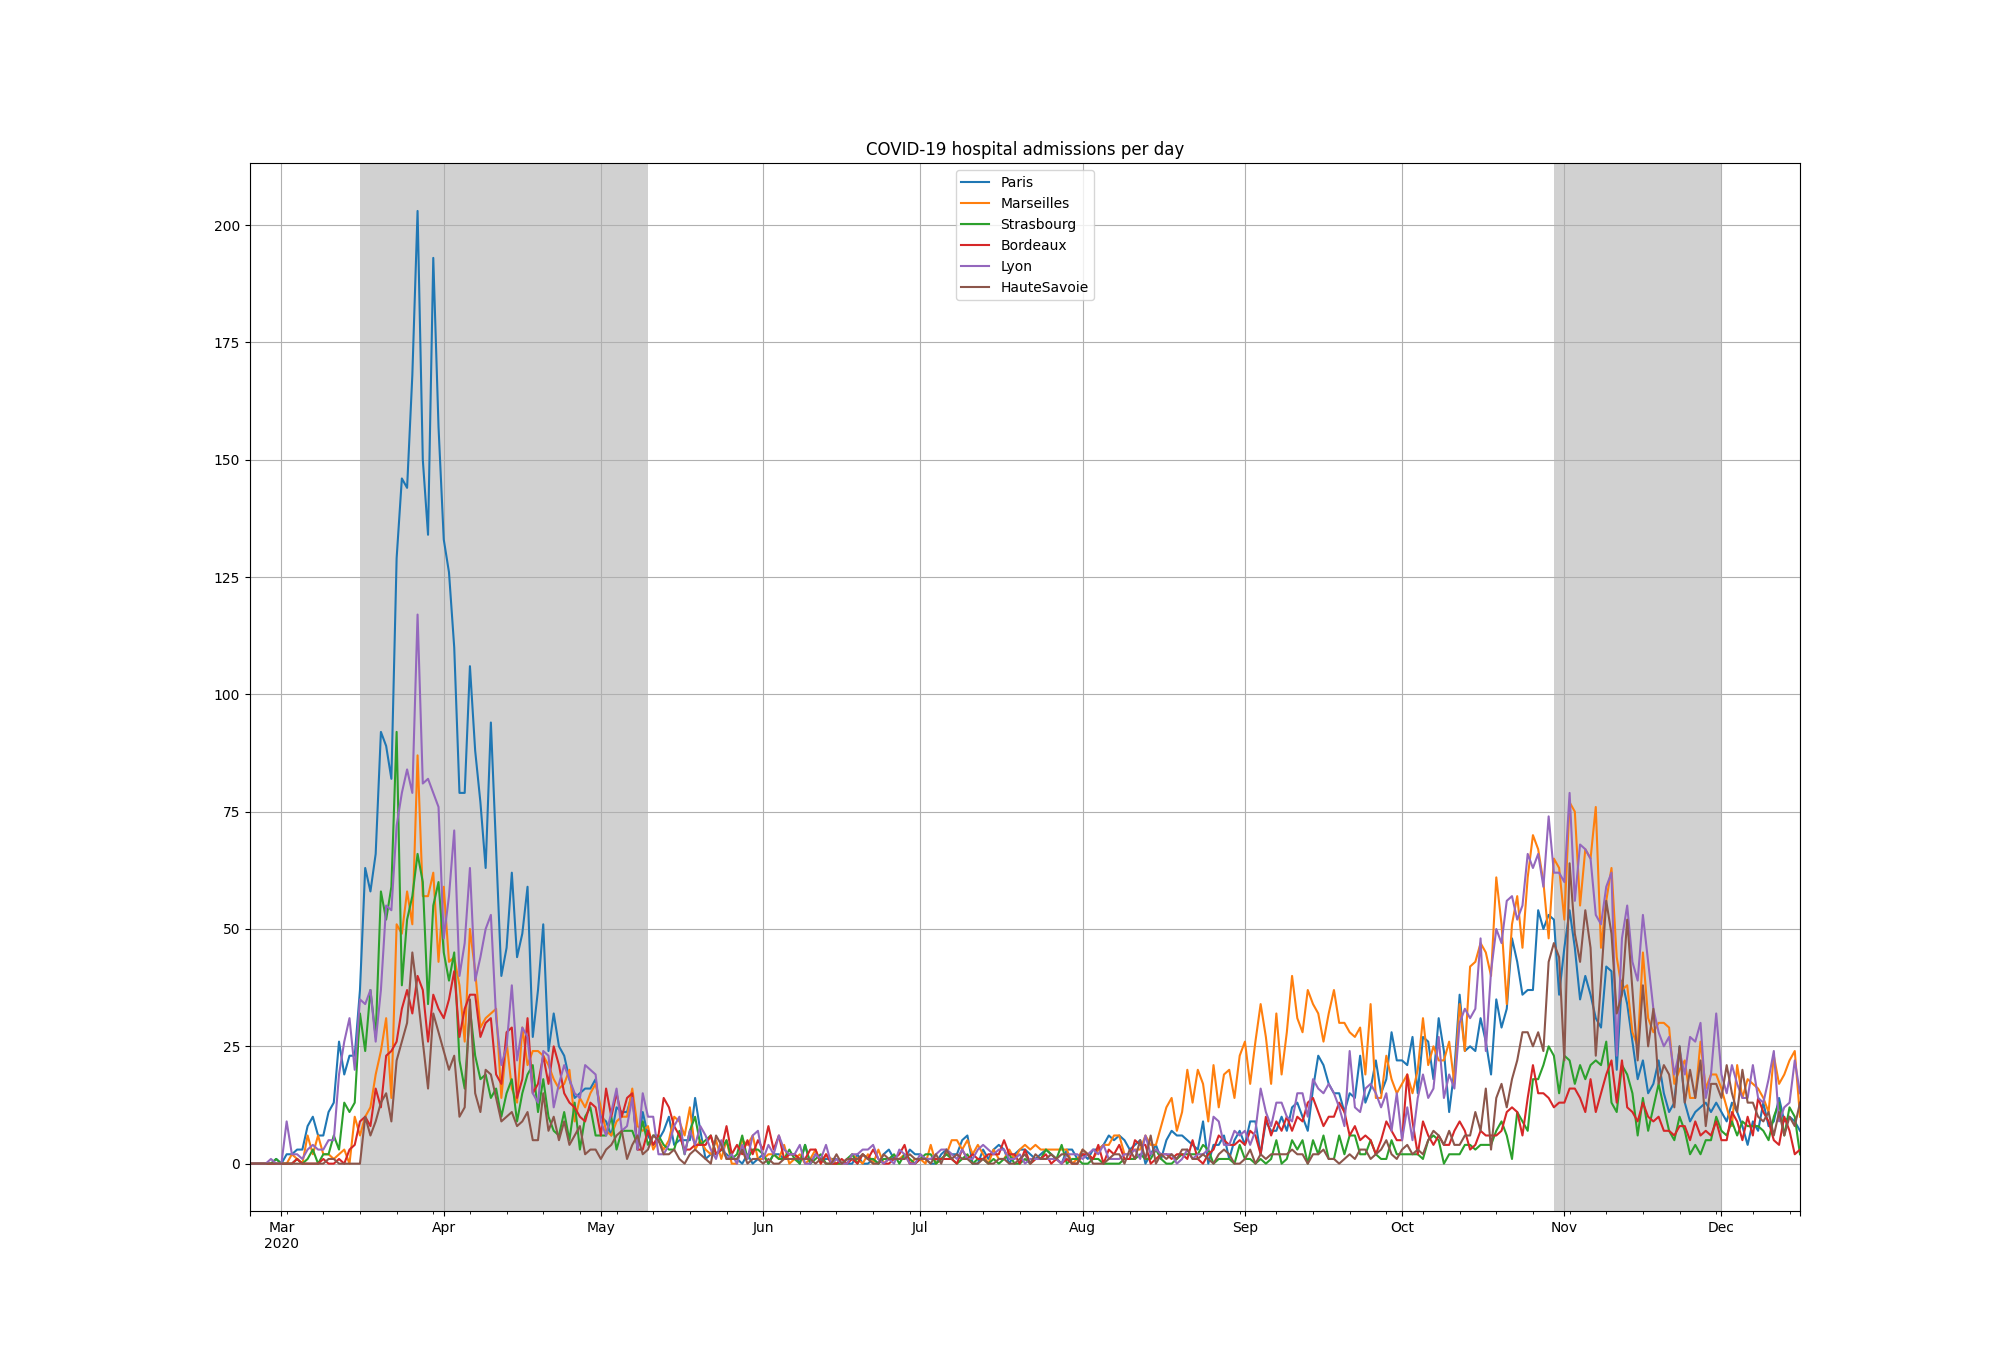 COVID-19 hospital admissions per day
Paris
Marseilles
Strasbourg
Bordeaux
Lyon
HauteSavoie
200
175
150
125
100
75
50
25
0
Mar Apr May Jun Jul Aug Sep Oct Nov Dec
2020